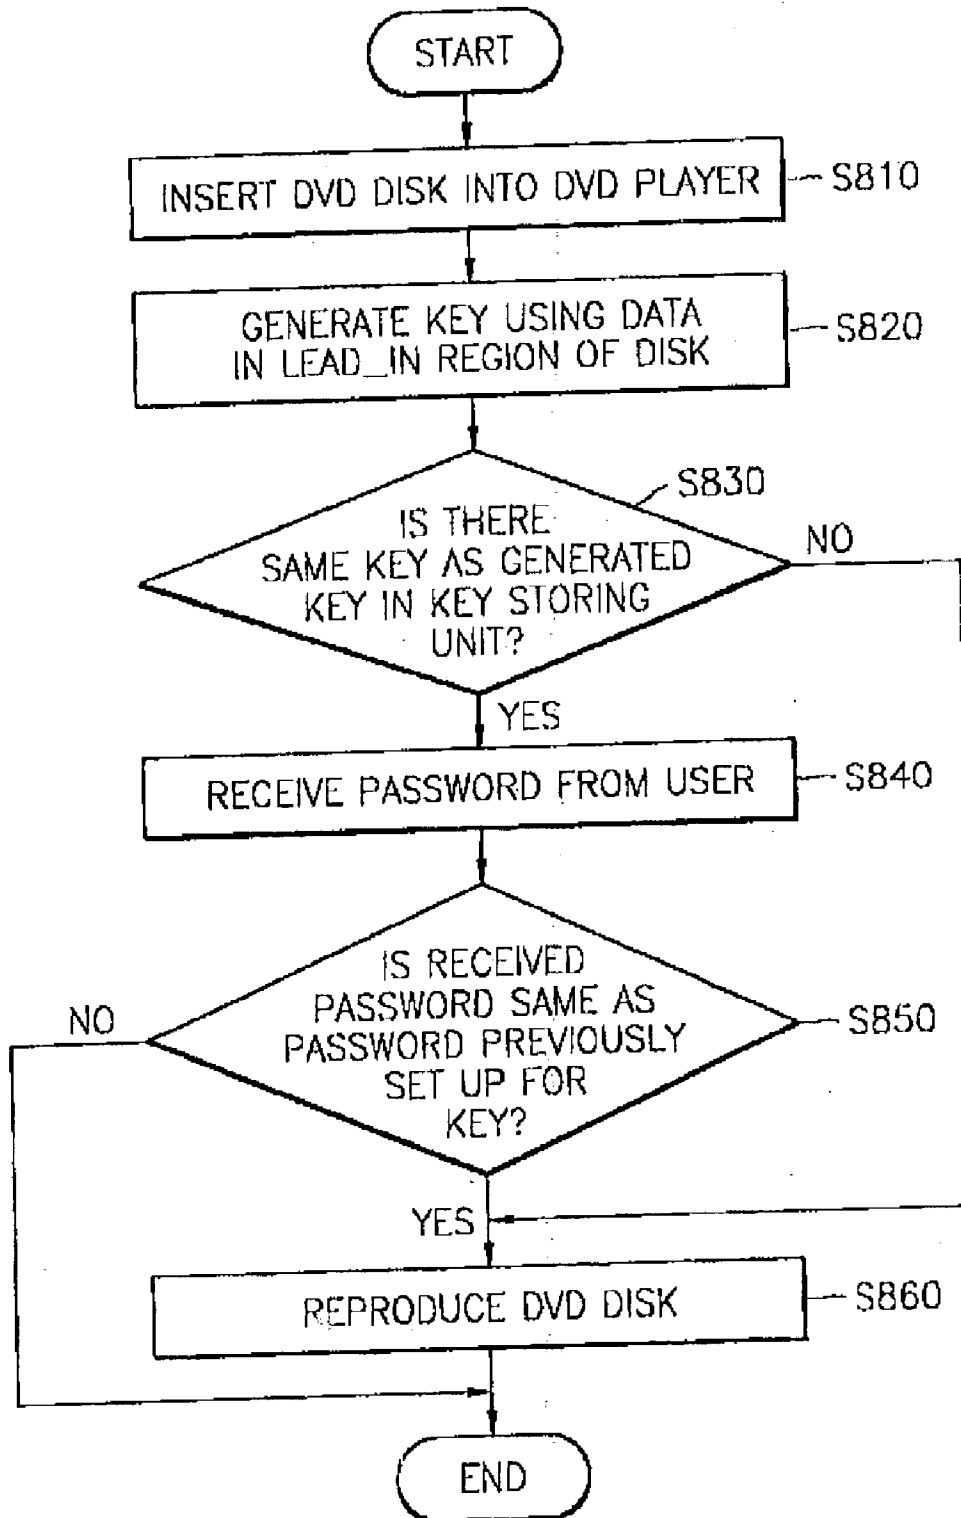 START
INSERT DVD DISK INTO DVD PLAYER
S810
GENERATE KEY USING DATA
IN LEAD_IN REGION OF DISK
S820
S830
IS THERE
SAME KEY AS GENERATED
KEY IN KEY STORING
UNIT?
NO
YES
RECEIVE PASSWORD FROM USER
S840
IS RECEIVED
PASSWORD SAME AS
PASSWORD PREVIOUSLY
SET UP FOR
KEY?
NO
S850
YES
REPRODUCE DVD DISK
S860
END